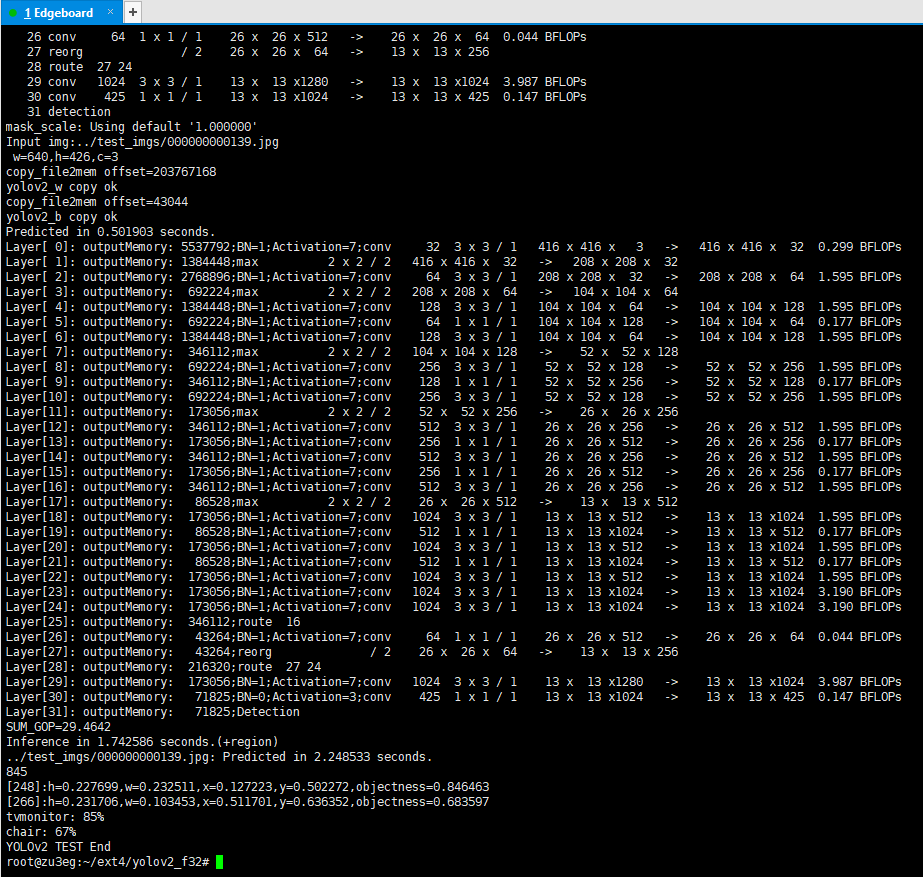 1 Edgeboard × +
26 conv     64  1 x 1 / 1    26 x  26 x 512   ->    26 x  26 x  64  0.044 BFLOPs
27 reorg              / 2    26 x  26 x  64   ->    13 x  13 x 256
28 route  27 24
29 conv   1024  3 x 3 / 1    13 x  13 x1280   ->    13 x  13 x1024  3.987 BFLOPs
30 conv    425  1 x 1 / 1    13 x  13 x1024   ->    13 x  13 x 425  0.147 BFLOPs
31 detection
mask_scale: Using default '1.000000'
Input img:../test_imgs/000000000139.jpg
w=640,h=426,c=3
copy_file2mem offset=203767168
yolov2_w copy ok
copy_file2mem offset=43044
yolov2_b copy ok
Predicted in 0.501903 seconds.
Layer[ 0]: outputMemory: 5537792;BN=1;Activation=7;conv     32  3 x 3 / 1   416 x 416 x   3   ->   416 x 416 x  32  0.299 BFLOPs
Layer[ 1]: outputMemory: 1384448;max          2 x 2 / 2   416 x 416 x  32   ->   208 x 208 x  32
Layer[ 2]: outputMemory: 2768896;BN=1;Activation=7;conv     64  3 x 3 / 1   208 x 208 x  32   ->   208 x 208 x  64  1.595 BFLOPs
Layer[ 3]: outputMemory:  692224;max          2 x 2 / 2   208 x 208 x  64   ->   104 x 104 x  64
Layer[ 4]: outputMemory: 1384448;BN=1;Activation=7;conv    128  3 x 3 / 1   104 x 104 x  64   ->   104 x 104 x 128  1.595 BFLOPs
Layer[ 5]: outputMemory:  692224;BN=1;Activation=7;conv     64  1 x 1 / 1   104 x 104 x 128   ->   104 x 104 x  64  0.177 BFLOPs
Layer[ 6]: outputMemory: 1384448;BN=1;Activation=7;conv    128  3 x 3 / 1   104 x 104 x  64   ->   104 x 104 x 128  1.595 BFLOPs
Layer[ 7]: outputMemory:  346112;max          2 x 2 / 2   104 x 104 x 128   ->    52 x  52 x 128
Layer[ 8]: outputMemory:  692224;BN=1;Activation=7;conv    256  3 x 3 / 1    52 x  52 x 128   ->    52 x  52 x 256  1.595 BFLOPs
Layer[ 9]: outputMemory:  346112;BN=1;Activation=7;conv    128  1 x 1 / 1    52 x  52 x 256   ->    52 x  52 x 128  0.177 BFLOPs
Layer[10]: outputMemory:  692224;BN=1;Activation=7;conv    256  3 x 3 / 1    52 x  52 x 128   ->    52 x  52 x 256  1.595 BFLOPs
Layer[11]: outputMemory:  173056;max          2 x 2 / 2    52 x  52 x 256   ->    26 x  26 x 256
Layer[12]: outputMemory:  346112;BN=1;Activation=7;conv    512  3 x 3 / 1    26 x  26 x 256   ->    26 x  26 x 512  1.595 BFLOPs
Layer[13]: outputMemory:  173056;BN=1;Activation=7;conv    256  1 x 1 / 1    26 x  26 x 512   ->    26 x  26 x 256  0.177 BFLOPs
Layer[14]: outputMemory:  346112;BN=1;Activation=7;conv    512  3 x 3 / 1    26 x  26 x 256   ->    26 x  26 x 512  1.595 BFLOPs
Layer[15]: outputMemory:  173056;BN=1;Activation=7;conv    256  1 x 1 / 1    26 x  26 x 512   ->    26 x  26 x 256  0.177 BFLOPs
Layer[16]: outputMemory:  346112;BN=1;Activation=7;conv    512  3 x 3 / 1    26 x  26 x 256   ->    26 x  26 x 512  1.595 BFLOPs
Layer[17]: outputMemory:   86528;max          2 x 2 / 2    26 x  26 x 512   ->    13 x  13 x 512
Layer[18]: outputMemory:  173056;BN=1;Activation=7;conv   1024  3 x 3 / 1    13 x  13 x 512   ->    13 x  13 x1024  1.595 BFLOPs
Layer[19]: outputMemory:   86528;BN=1;Activation=7;conv    512  1 x 1 / 1    13 x  13 x1024   ->    13 x  13 x 512  0.177 BFLOPs
Layer[20]: outputMemory:  173056;BN=1;Activation=7;conv   1024  3 x 3 / 1    13 x  13 x 512   ->    13 x  13 x1024  1.595 BFLOPs
Layer[21]: outputMemory:   86528;BN=1;Activation=7;conv    512  1 x 1 / 1    13 x  13 x1024   ->    13 x  13 x 512  0.177 BFLOPs
Layer[22]: outputMemory:  173056;BN=1;Activation=7;conv   1024  3 x 3 / 1    13 x  13 x 512   ->    13 x  13 x1024  1.595 BFLOPs
Layer[23]: outputMemory:  173056;BN=1;Activation=7;conv   1024  3 x 3 / 1    13 x  13 x1024   ->    13 x  13 x1024  3.190 BFLOPs
Layer[24]: outputMemory:  173056;BN=1;Activation=7;conv   1024  3 x 3 / 1    13 x  13 x1024   ->    13 x  13 x1024  3.190 BFLOPs
Layer[25]: outputMemory:  346112;route  16
Layer[26]: outputMemory:   43264;BN=1;Activation=7;conv     64  1 x 1 / 1    26 x  26 x 512   ->    26 x  26 x  64  0.044 BFLOPs
Layer[27]: outputMemory:   43264;reorg              / 2    26 x  26 x  64   ->    13 x  13 x 256
Layer[28]: outputMemory:  216320;route  27 24
Layer[29]: outputMemory:  173056;BN=1;Activation=7;conv   1024  3 x 3 / 1    13 x  13 x1280   ->    13 x  13 x1024  3.987 BFLOPs
Layer[30]: outputMemory:   71825;BN=0;Activation=3;conv    425  1 x 1 / 1    13 x  13 x1024   ->    13 x  13 x 425  0.147 BFLOPs
Layer[31]: outputMemory:   71825;Detection
SUM_GOP=29.4642
Inference in 1.742586 seconds.(+region)
../test_imgs/000000000139.jpg: Predicted in 2.248533 seconds.
845
[248]:h=0.227699,w=0.232511,x=0.127223,y=0.502272,objectness=0.846463
[266]:h=0.231706,w=0.103453,x=0.511701,y=0.636352,objectness=0.683597
tvmonitor: 85%
chair: 67%
YOLOv2 TEST End
root@zu3eg:~/ext4/yolov2_f32#